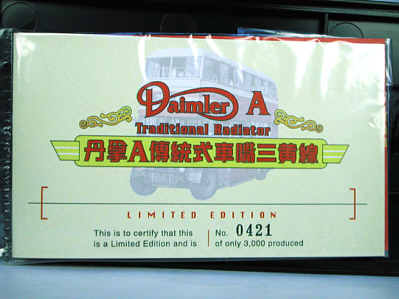 Daimler A
Traditional Radiator
丹拿A傳統式車嘴三黃線
LIMITED EDITION
This is to certify that this
is a Limited Edition and is
No. 0421
of only 3,000 produced